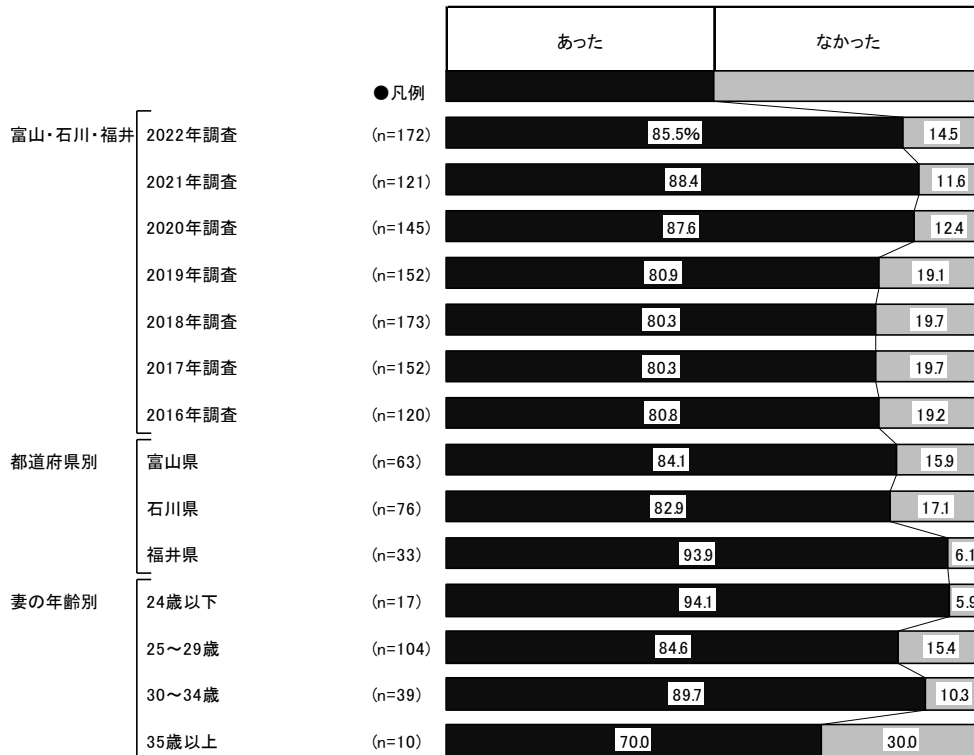 あった なかった
●凡例
富山・石川・福井 2022年調査 (n=172) 85.5% 14.5
2021年調査 (n=121) 88.4 11.6
2020年調査 (n=145) 87.6 12.4
2019年調査 (n=152) 80.9 19.1
2018年調査 (n=173) 80.3 19.7
2017年調査 (n=152) 80.3 19.7
2016年調査 (n=120) 80.8 19.2
都道府県別 富山県 (n=63) 84.1 15.9
石川県 (n=76) 82.9 17.1
福井県 (n=33) 93.9 6.1
妻の年齢別 24歳以下 (n=17) 94.1 5.9
25～29歳 (n=104) 84.6 15.4
30～34歳 (n=39) 89.7 10.3
35歳以上 (n=10) 70.0 30.0